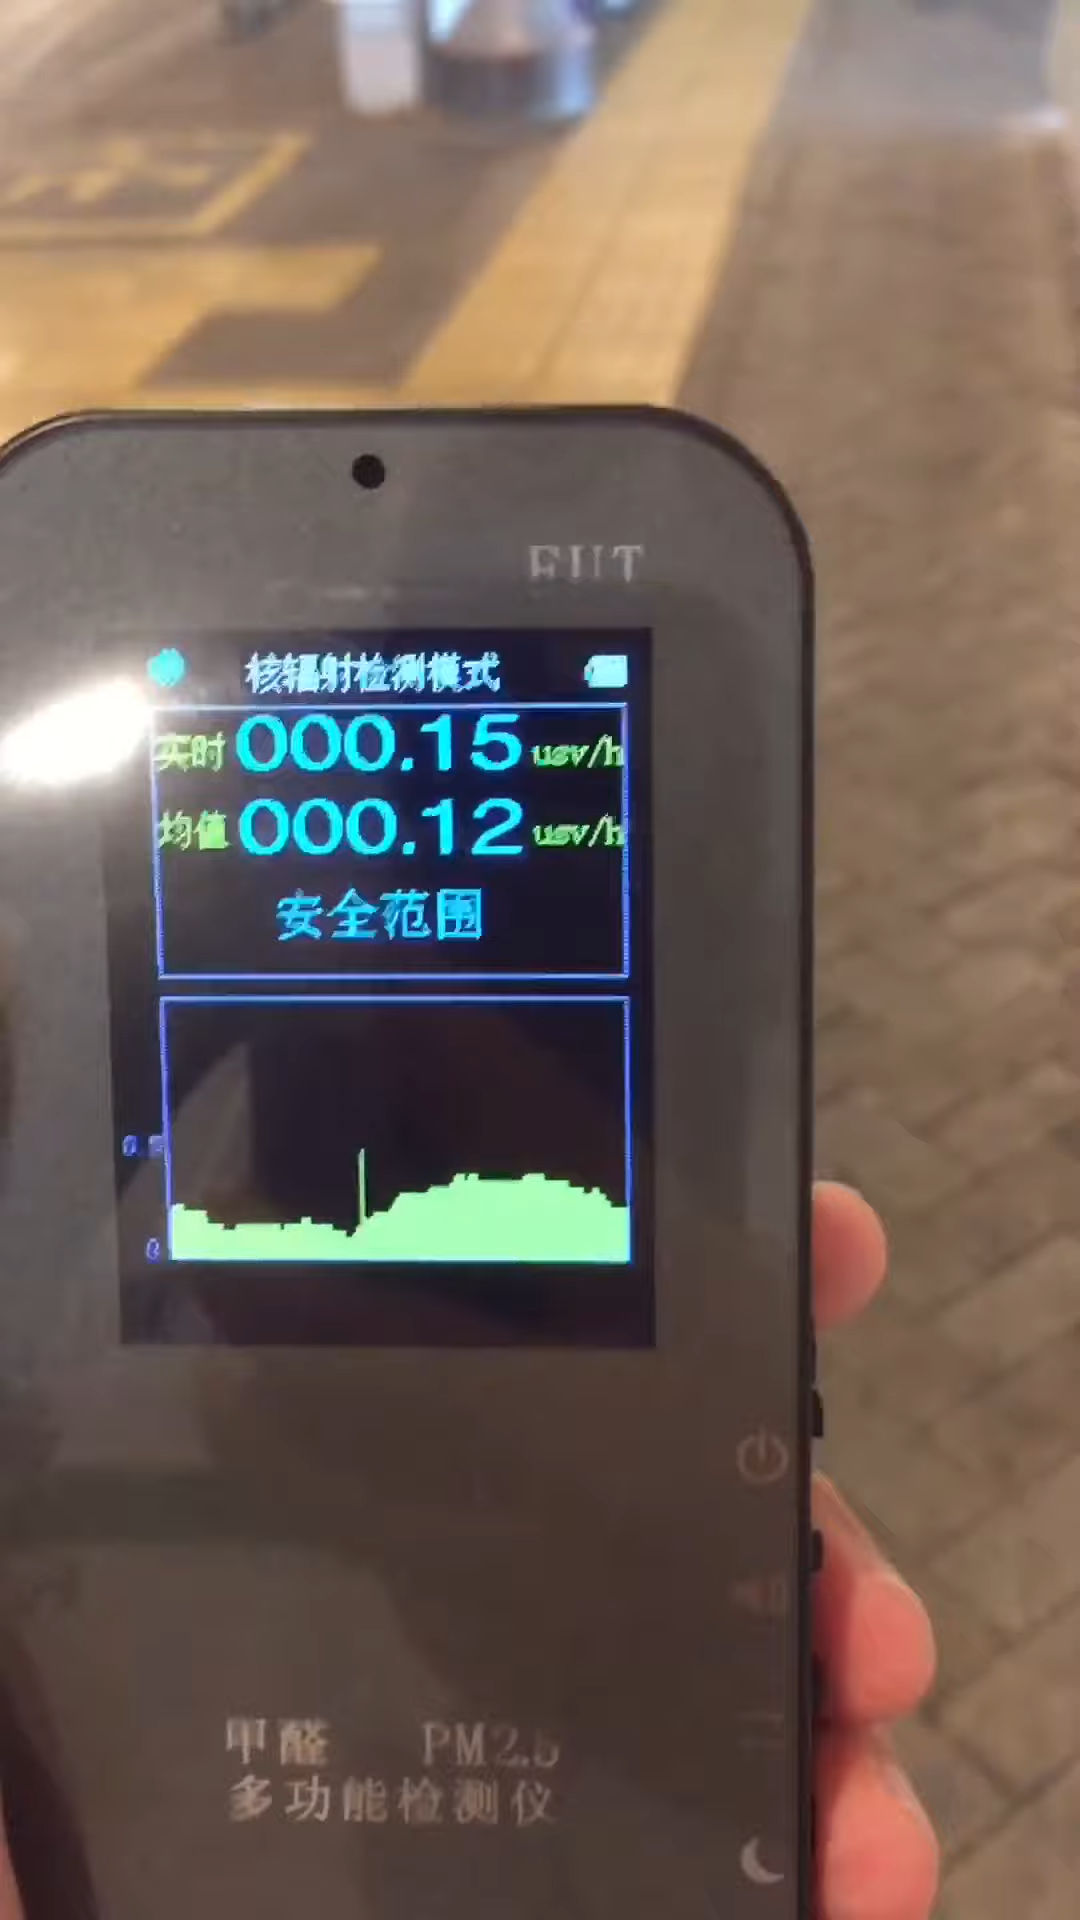 核辐射检测模式
实时 000.15 usv/h
均值 000.12 usv/h
安全范围
0
甲醛 PM2.5
多功能检测仪